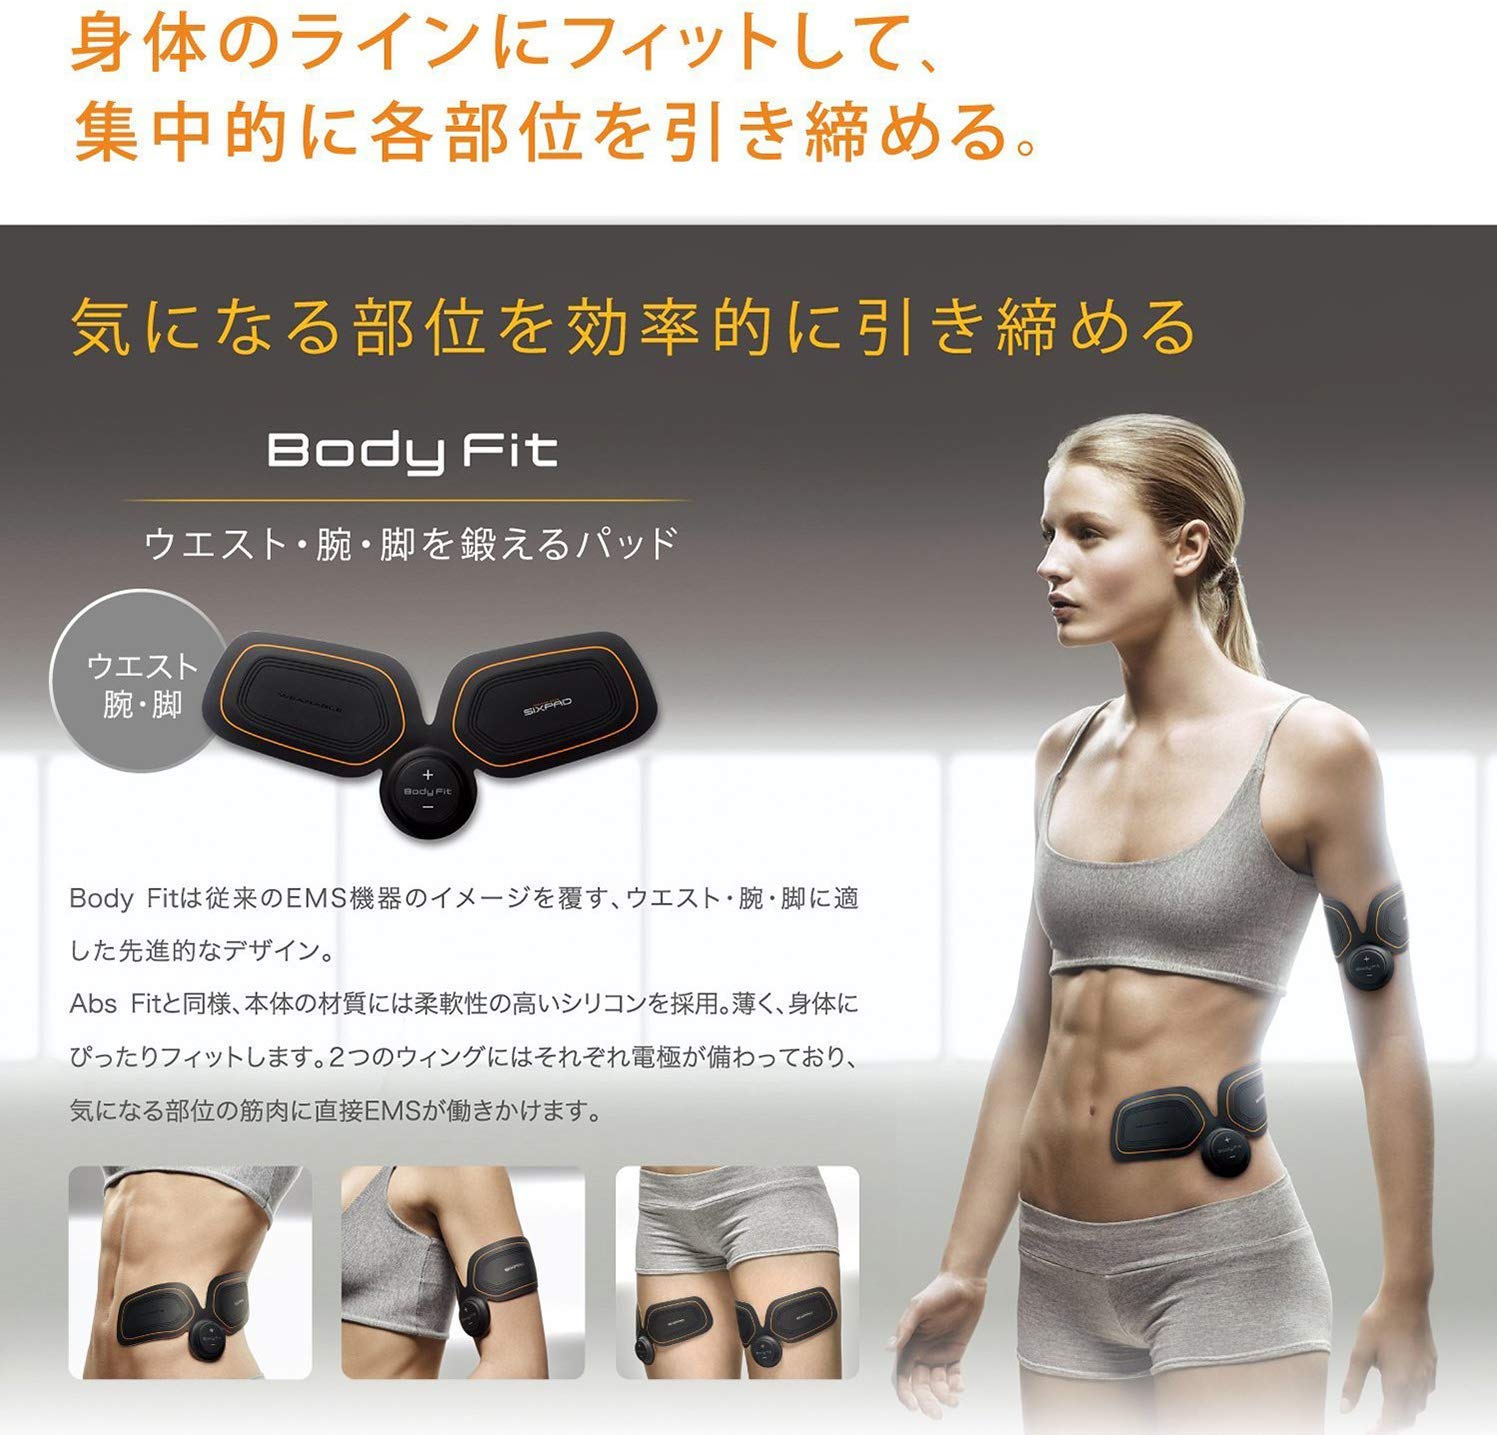 身体のラインにフィットして、
集中的に各部位を引き締める。
気になる部位を効率的に引き締める
Body Fit
ウエスト・腕・脚を鍛えるパッド
ウエスト
腕・脚
WEARABLE
SIXPAD
+
Body Fit
−
Body Fitは従来のEMS機器のイメージを覆す、ウエスト・腕・脚に適
した先進的なデザイン。
Abs Fitと同様、本体の材質には柔軟性の高いシリコンを採用。薄く、身体に
ぴったりフィットします。2つのウィングにはそれぞれ電極が備わっており、
気になる部位の筋肉に直接EMSが働きかけます。
+
Body Fit
−
+
Body Fit
−
SIXPAD
SIXPAD
Body Fit